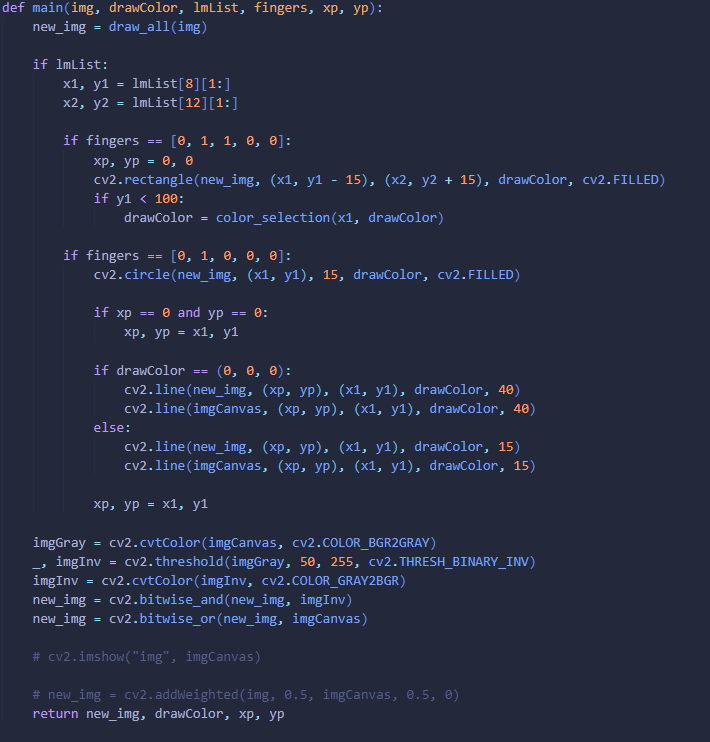 def main(img, drawColor, lmList, fingers, xp, yp):
    new_img = draw_all(img)

    if lmList:
        x1, y1 = lmList[8][1:]
        x2, y2 = lmList[12][1:]

        if fingers == [0, 1, 1, 0, 0]:
            xp, yp = 0, 0
            cv2.rectangle(new_img, (x1, y1 - 15), (x2, y2 + 15), drawColor, cv2.FILLED)
            if y1 < 100:
                drawColor = color_selection(x1, drawColor)

        if fingers == [0, 1, 0, 0, 0]:
            cv2.circle(new_img, (x1, y1), 15, drawColor, cv2.FILLED)

            if xp == 0 and yp == 0:
                xp, yp = x1, y1

            if drawColor == (0, 0, 0):
                cv2.line(new_img, (xp, yp), (x1, y1), drawColor, 40)
                cv2.line(imgCanvas, (xp, yp), (x1, y1), drawColor, 40)
            else:
                cv2.line(new_img, (xp, yp), (x1, y1), drawColor, 15)
                cv2.line(imgCanvas, (xp, yp), (x1, y1), drawColor, 15)

            xp, yp = x1, y1

    imgGray = cv2.cvtColor(imgCanvas, cv2.COLOR_BGR2GRAY)
    _, imgInv = cv2.threshold(imgGray, 50, 255, cv2.THRESH_BINARY_INV)
    imgInv = cv2.cvtColor(imgInv, cv2.COLOR_GRAY2BGR)
    new_img = cv2.bitwise_and(new_img, imgInv)
    new_img = cv2.bitwise_or(new_img, imgCanvas)

    # cv2.imshow("img", imgCanvas)

    # new_img = cv2.addWeighted(img, 0.5, imgCanvas, 0.5, 0)
    return new_img, drawColor, xp, yp